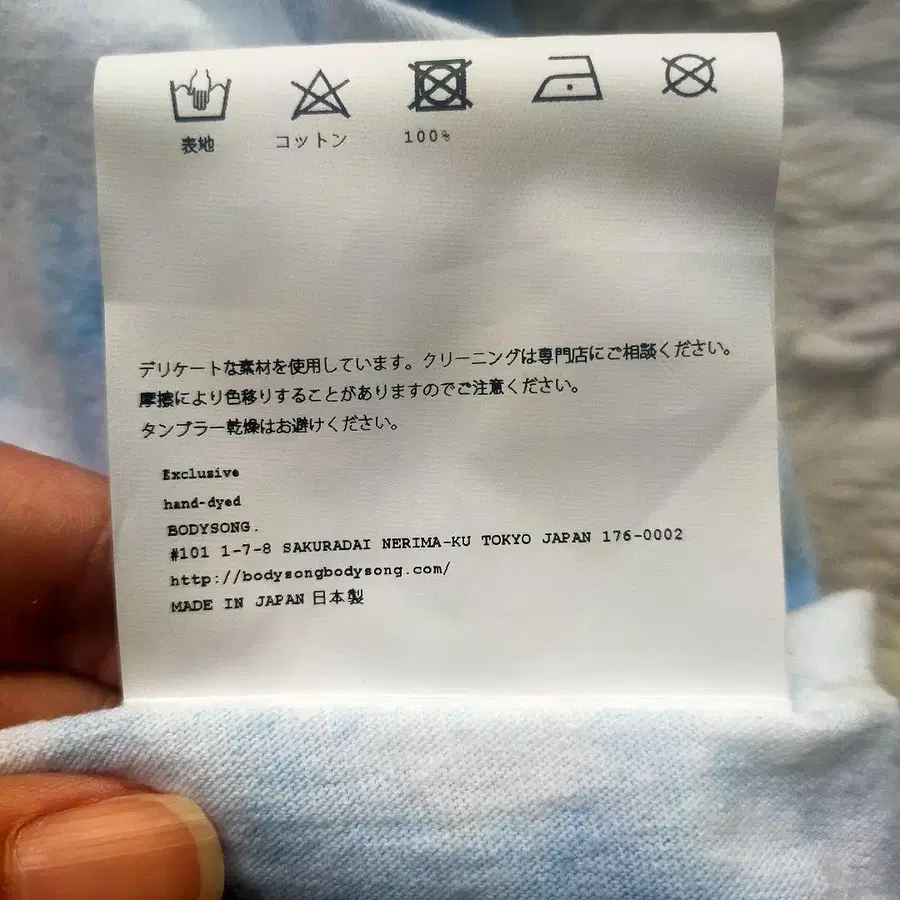 表地 コットン 100%
デリケートな素材を使用しています。クリーニングは専門店にご相談ください。
摩擦により色移りすることがありますのでご注意ください。
タンブラー乾燥はお避けください。
Exclusive
hand-dyed
BODYSONG.
#101 1-7-8 SAKURADAI NERIMA-KU TOKYO JAPAN 176-0002
http://bodysongbodysong.com/
MADE IN JAPAN 日本製